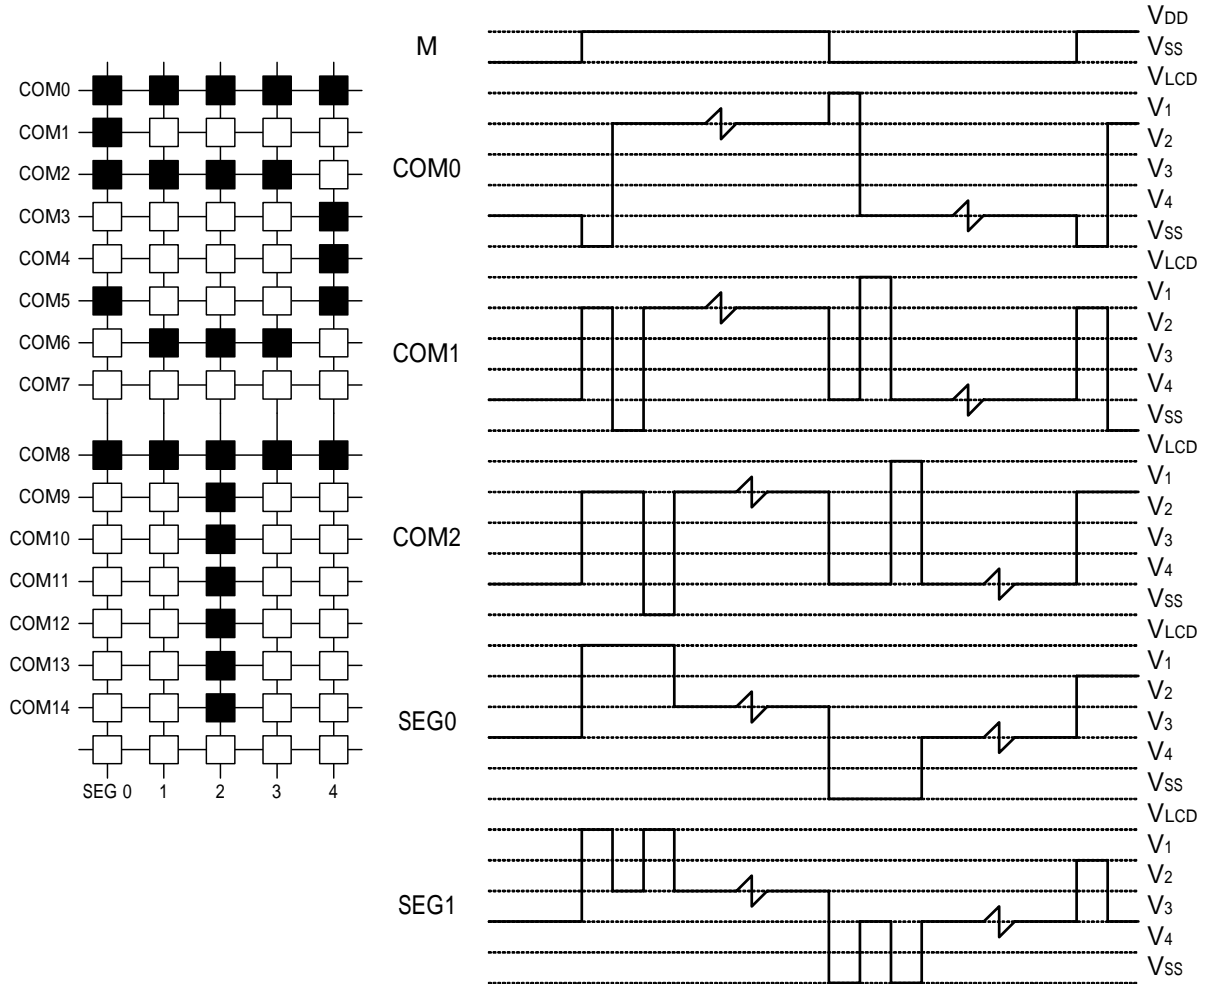 COM0
COM1
COM2
COM3
COM4
COM5
COM6
COM7
COM8
COM9
COM10
COM11
COM12
COM13
COM14
SEG 0 1 2 3 4
M
VDD
VSS
COM0
VLCD
V1
V2
V3
V4
VSS
COM1
VLCD
V1
V2
V3
V4
VSS
COM2
VLCD
V1
V2
V3
V4
VSS
SEG0
VLCD
V1
V2
V3
V4
VSS
SEG1
VLCD
V1
V2
V3
V4
VSS